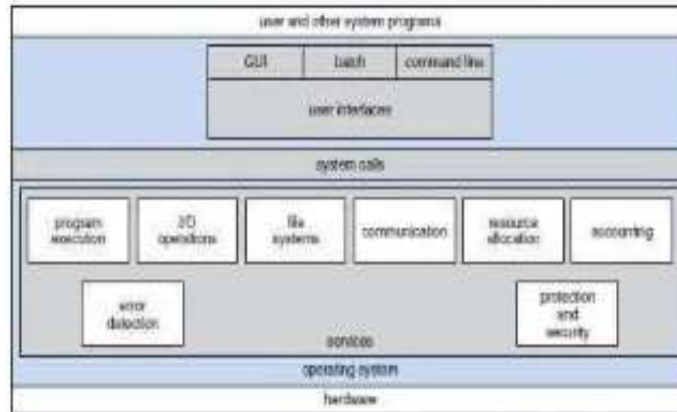 user and other system programs
GUI batch command line
user interfaces
system calls
program execution
I/O operations
file systems
communication
resource allocation
accounting
error detection
protection and security
services
operating system
hardware